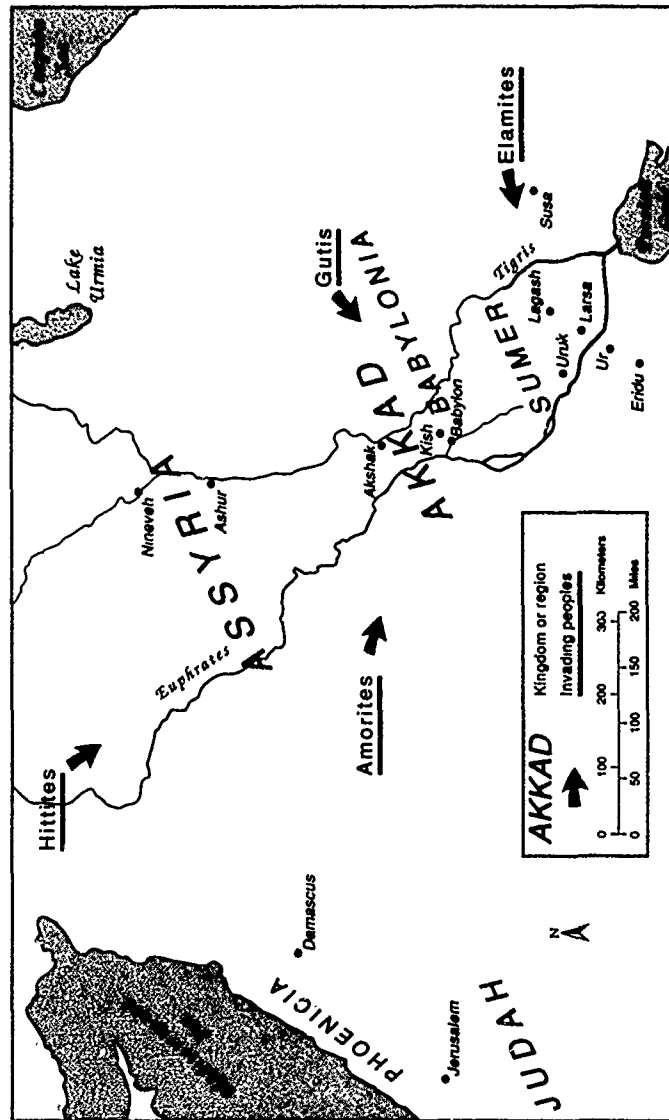 Hittites
Lake
Urmia
Nineveh
ASSYRIA
Ashur
Euphrates
Gutis
Amorites
Damascus
PHOENICIA
Jerusalem
JUDAH
Akshak
AKKAD
BABYLONIA
Kish
Babylon
Tigris
Elamites
Susa
SUMER
Lagash
Uruk
Larsa
Ur
Eridu
N
AKKAD Kingdom or region
Invading peoples
0 100 200 300 Kilometers
0 50 100 150 200 Miles